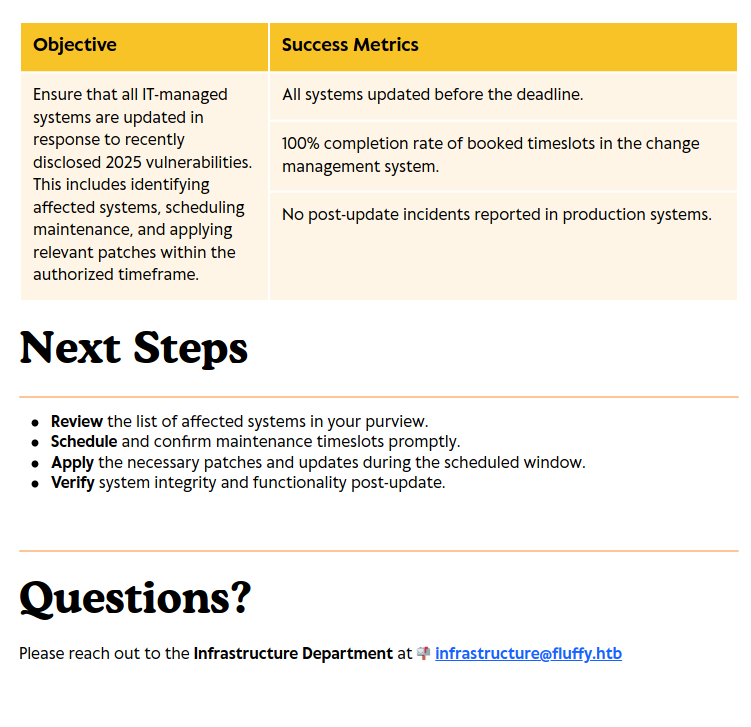 Objective
Success Metrics
Ensure that all IT-managed
systems are updated in
response to recently
disclosed 2025 vulnerabilities.
This includes identifying
affected systems, scheduling
maintenance, and applying
relevant patches within the
authorized timeframe.
All systems updated before the deadline.
100% completion rate of booked timeslots in the change
management system.
No post-update incidents reported in production systems.
Next Steps
● Review the list of affected systems in your purview.
● Schedule and confirm maintenance timeslots promptly.
● Apply the necessary patches and updates during the scheduled window.
● Verify system integrity and functionality post-update.
Questions?
Please reach out to the Infrastructure Department at 📬 infrastructure@fluffy.htb